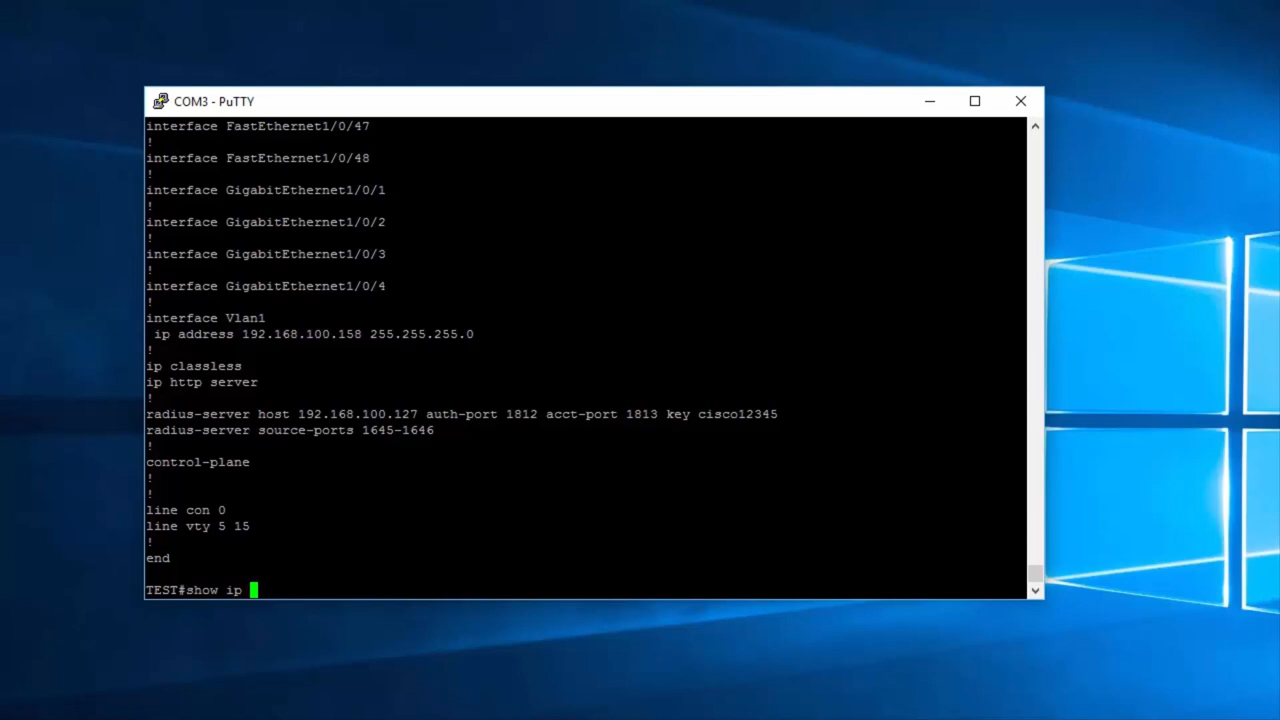 COM3 - PuTTY
interface FastEthernet1/0/47
!
interface FastEthernet1/0/48
!
interface GigabitEthernet1/0/1
!
interface GigabitEthernet1/0/2
!
interface GigabitEthernet1/0/3
!
interface GigabitEthernet1/0/4
!
interface Vlan1
 ip address 192.168.100.158 255.255.255.0
!
ip classless
ip http server
!
radius-server host 192.168.100.127 auth-port 1812 acct-port 1813 key cisco12345
radius-server source-ports 1645-1646
!
control-plane
!
!
line con 0
line vty 5 15
!
end
TEST#show ip